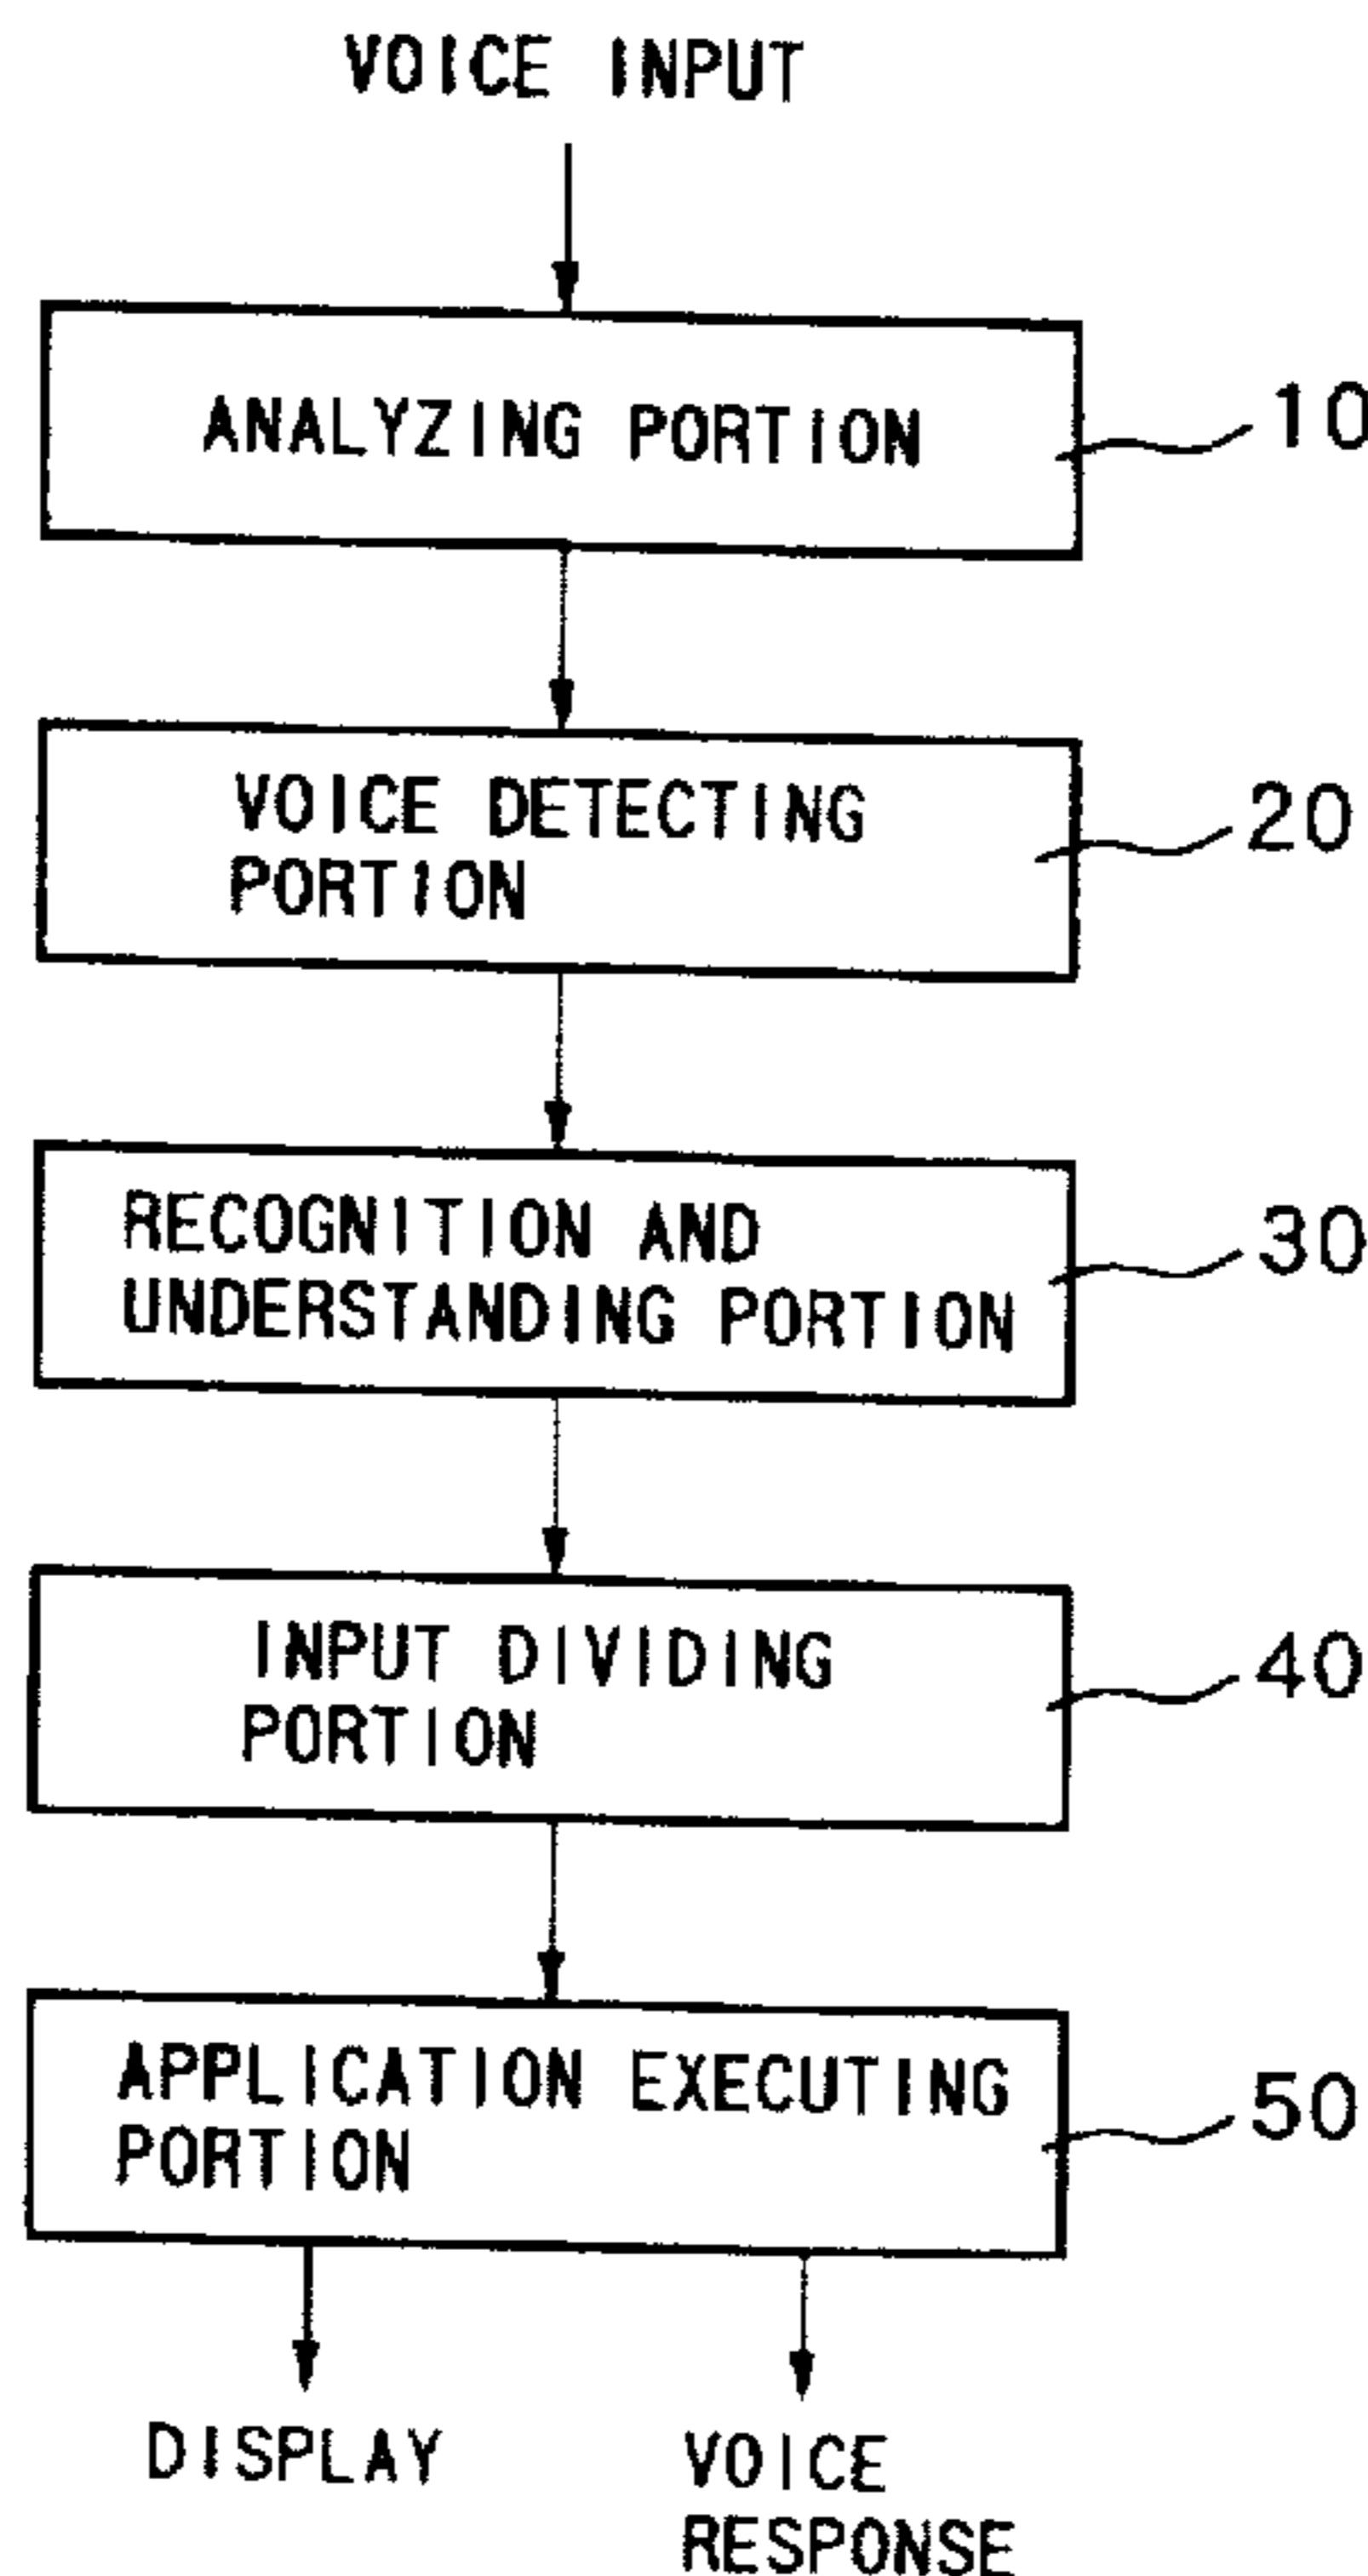 VOICE INPUT
ANALYZING PORTION
10
VOICE DETECTING
PORTION
20
RECOGNITION AND
UNDERSTANDING PORTION
30
INPUT DIVIDING
PORTION
40
APPLICATION EXECUTING
PORTION
50
DISPLAY
VOICE
RESPONSE